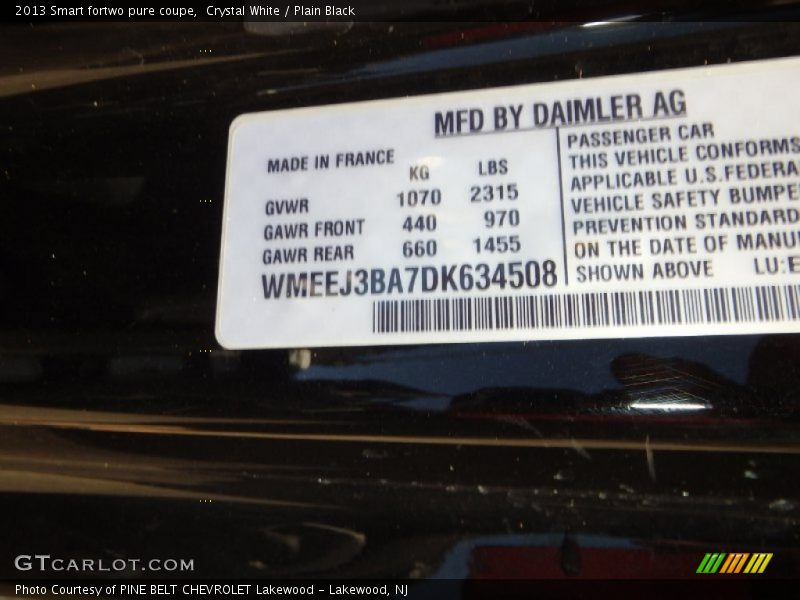 2013 Smart fortwo pure coupe, Crystal White / Plain Black
MFD BY DAIMLER AG
MADE IN FRANCE
KG LBS
GVWR 1070 2315
GAWR FRONT 440 970
GAWR REAR 660 1455
WMEEJ3BA7DK634508
PASSENGER CAR
THIS VEHICLE CONFORMS
APPLICABLE U.S.FEDERA
VEHICLE SAFETY BUMPE
PREVENTION STANDARD
ON THE DATE OF MANU
SHOWN ABOVE LU:E
GTCARLOT.COM
Photo Courtesy of PINE BELT CHEVROLET Lakewood - Lakewood, NJ